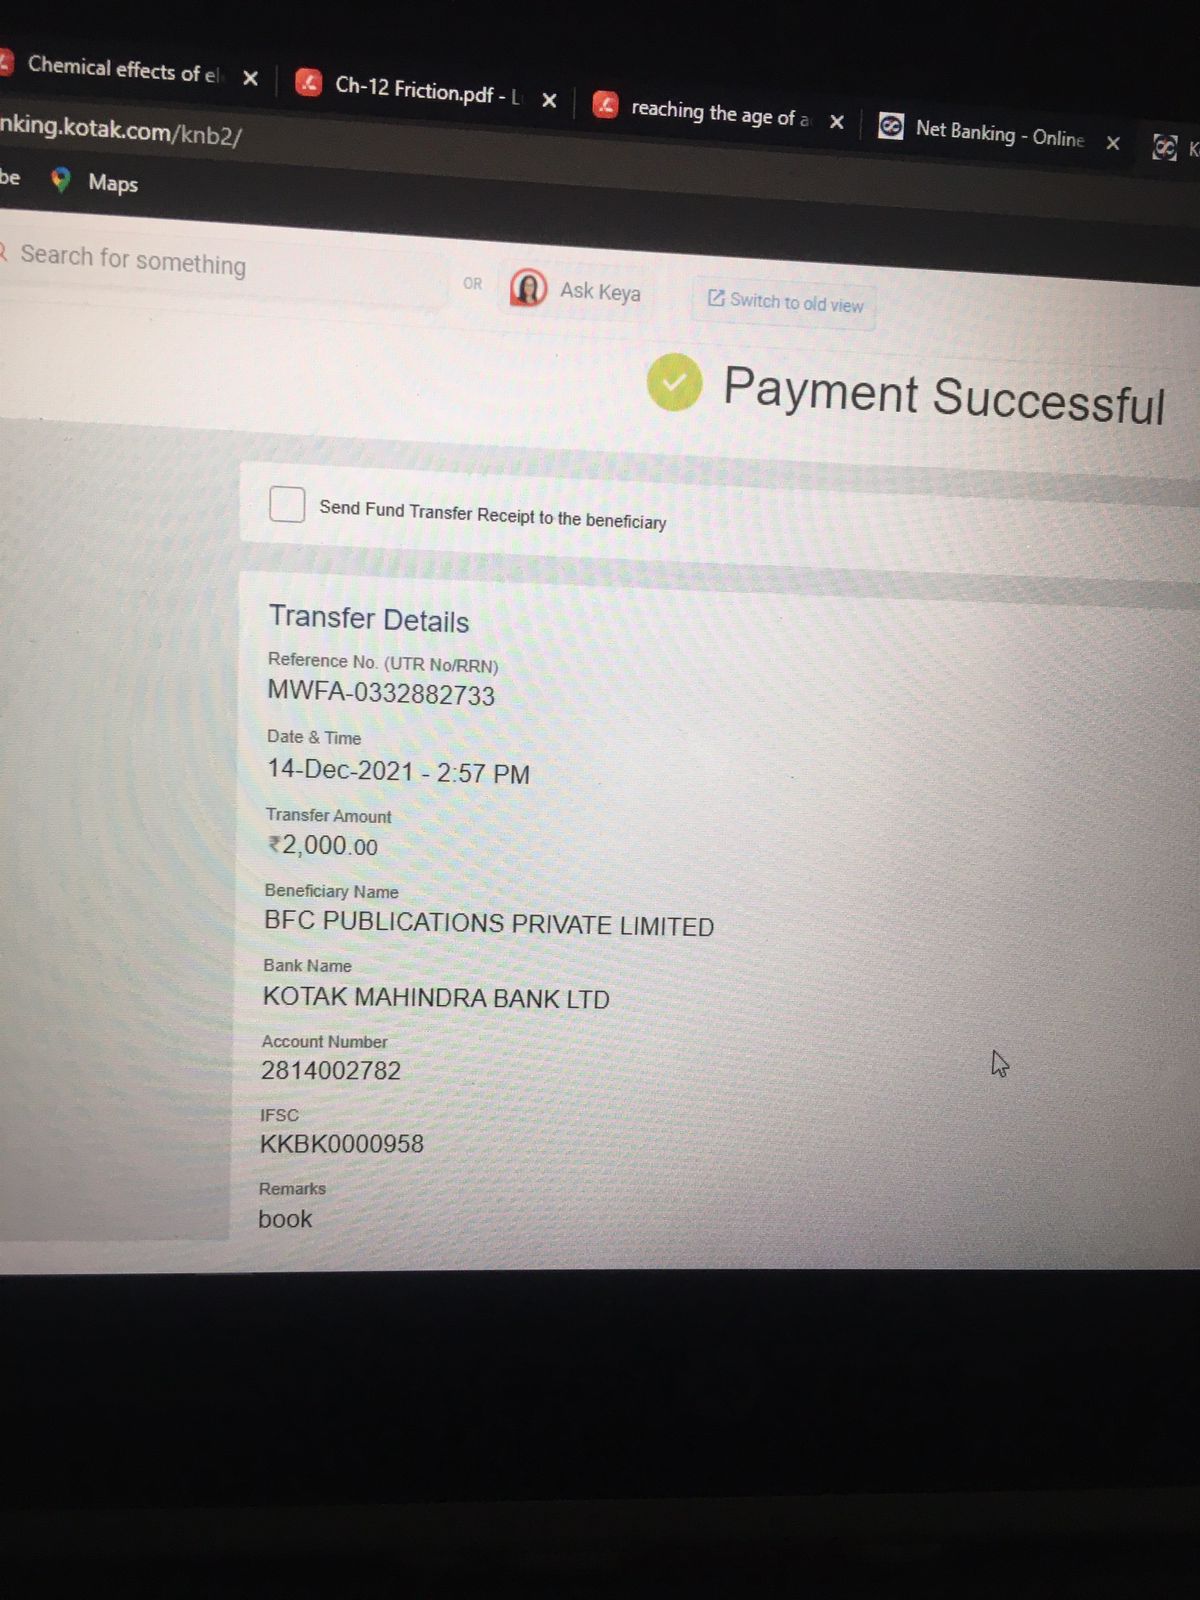 Chemical effects of el
Ch-12 Friction.pdf - L
reaching the age of a
Net Banking - Online
K
nking.kotak.com/knb2/
be
Maps
Search for something
OR
Ask Keya
Switch to old view
Payment Successful
Send Fund Transfer Receipt to the beneficiary
Transfer Details
Reference No. (UTR No/RRN)
MWFA-0332882733
Date & Time
14-Dec-2021 - 2:57 PM
Transfer Amount
₹2,000.00
Beneficiary Name
BFC PUBLICATIONS PRIVATE LIMITED
Bank Name
KOTAK MAHINDRA BANK LTD
Account Number
2814002782
IFSC
KKBK0000958
Remarks
book